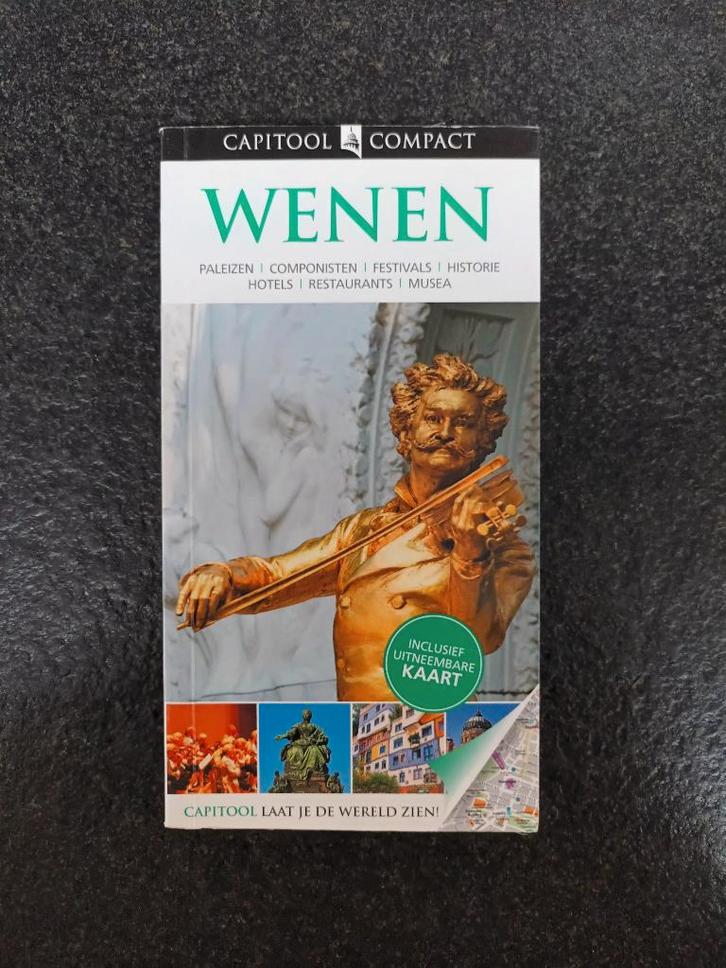 CAPITOOL COMPACT
WENEN
PALEIZEN | COMPONISTEN | FESTIVALS | HISTORIE
HOTELS | RESTAURANTS | MUSEA
INCLUSIEF
UITNEEMBARE
KAART
CAPITOOL LAAT JE DE WERELD ZIEN!